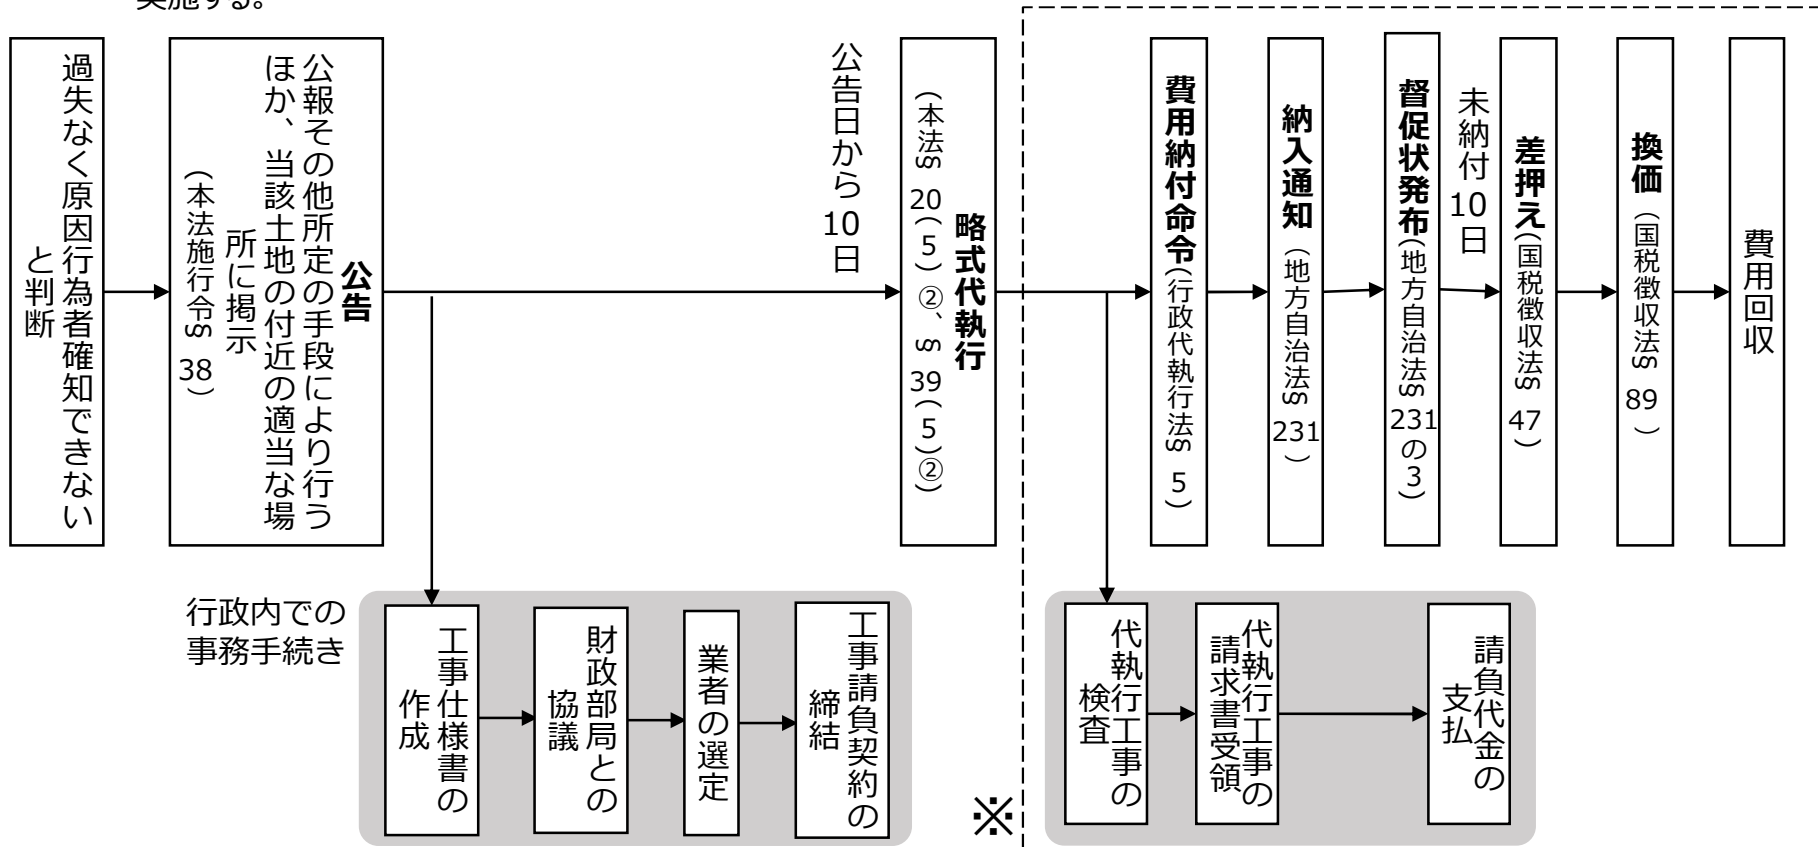 実施する。
過失なく原因行為者確知できない
と判断
公告
公報その他所定の手段により行う
ほか、当該土地の付近の適当な場
所に掲示
（本法施行令§38）
公告日から10日
略式代執行
（本法§20（5）②、§39（5）②）
費用納付命令（行政代執行法§5）
納入通知（地方自治法§231）
督促状発布（地方自治法§231の3）
未納付10日
差押え（国税徴収法§47）
換価（国税徴収法§89）
費用回収
行政内での
事務手続き
工事仕様書の
作成
財政部局との
協議
業者の選定
工事請負契約の
締結
※
代執行工事の
検査
代執行工事の
請求書受領
請負代金の
支払